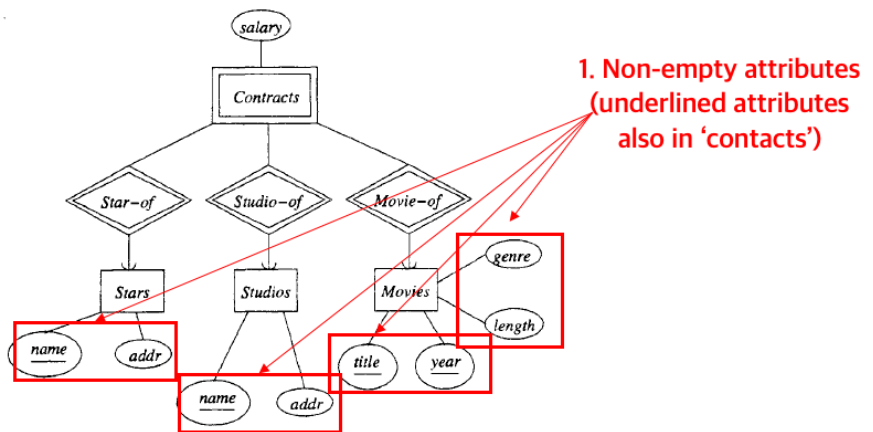 salary
1. Non-empty attributes
(underlined attributes
also in ‘contacts’)
Contracts
Star-of
Studio-of
Movie-of
genre
Stars
Studios
Movies
length
name
addr
title
year
name
addr